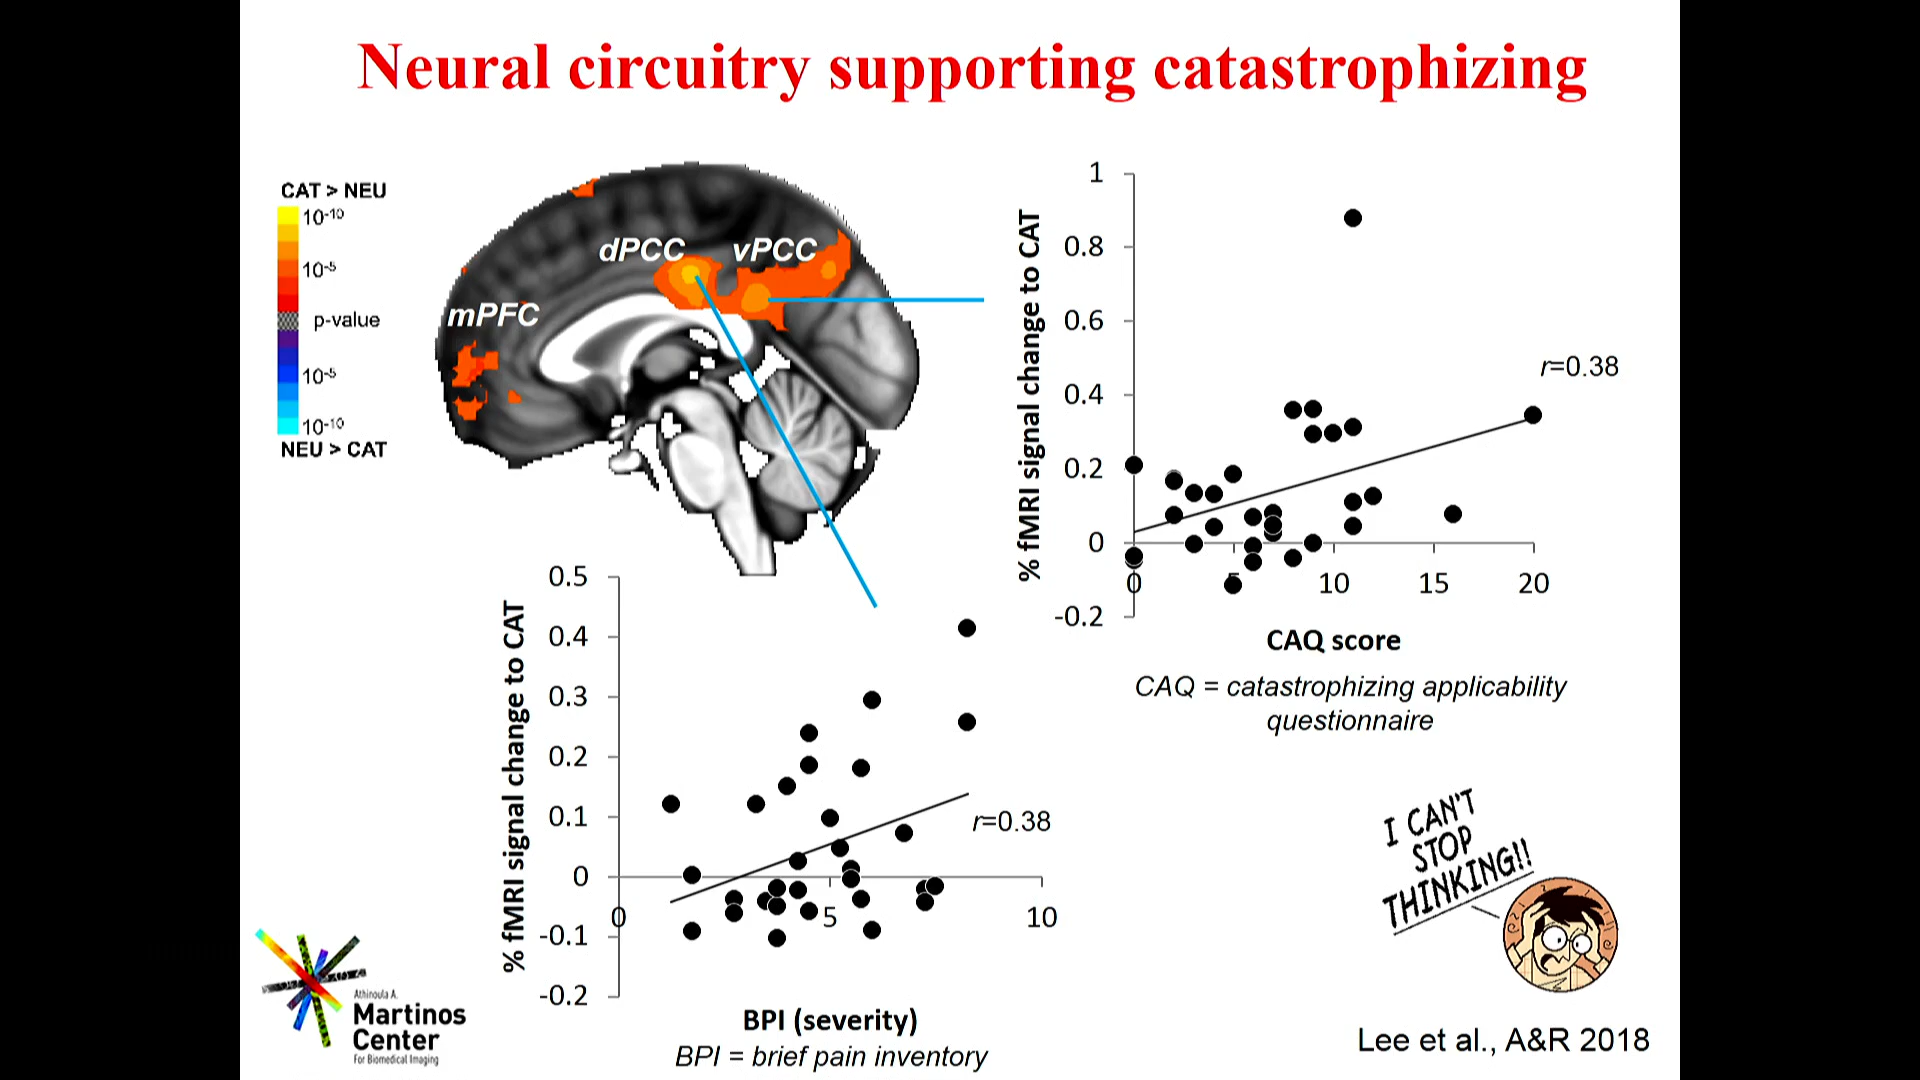 Neural circuitry supporting catastrophizing
CAT > NEU
10-10
10-5
p-value
10-5
10-10
NEU > CAT
dPCC
vPCC
mPFC
% fMRI signal change to CAT
1
0.8
0.6
0.4
0.2
0
-0.2
0
5
10
15
20
r=0.38
CAQ score
CAQ = catastrophizing applicability
questionnaire
% fMRI signal change to CAT
0.5
0.4
0.3
0.2
0.1
0
-0.1
-0.2
0
5
10
r=0.38
BPI (severity)
BPI = brief pain inventory
I CAN'T
STOP
THINKING!!
Athinoula A.
Martinos
Center
For Biomedical Imaging
Lee et al., A&R 2018